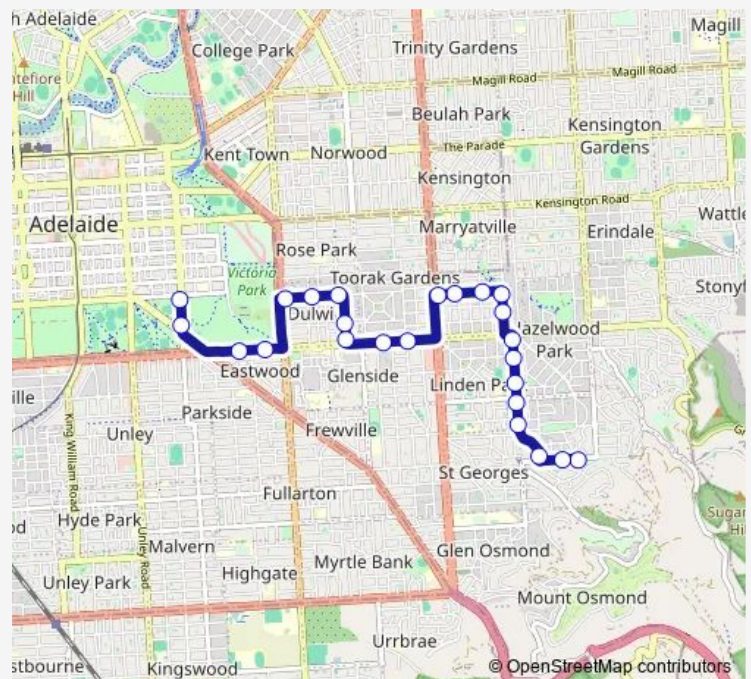 h Adelaide
College Park
Trinity Gardens
Magill
ntefiore
Hill
Magill Road
Magill Road
Beulah Park
Kensington
Gardens
Kent Town
Norwood
The Parade
Kensington
Kensington Road
Adelaide
Marryatville
Erindale
Wattle
Rose Park
Victoria
Park
Toorak Gardens
Stonyf
Dulwi
azelwood
Park
Eastwood
Glenside
Linden Pa
ille
Parkside
Unley
Frewville
King William Road
St Georges
Fullarton
Sugar
Hi
Hyde Park
Malvern
Unley Road
Glen Osmond
Myrtle Bank
Highgate
Unley Park
Mount Osmond
Urrbrae
stbourne
Kingswood
© OpenStreetMap contributors